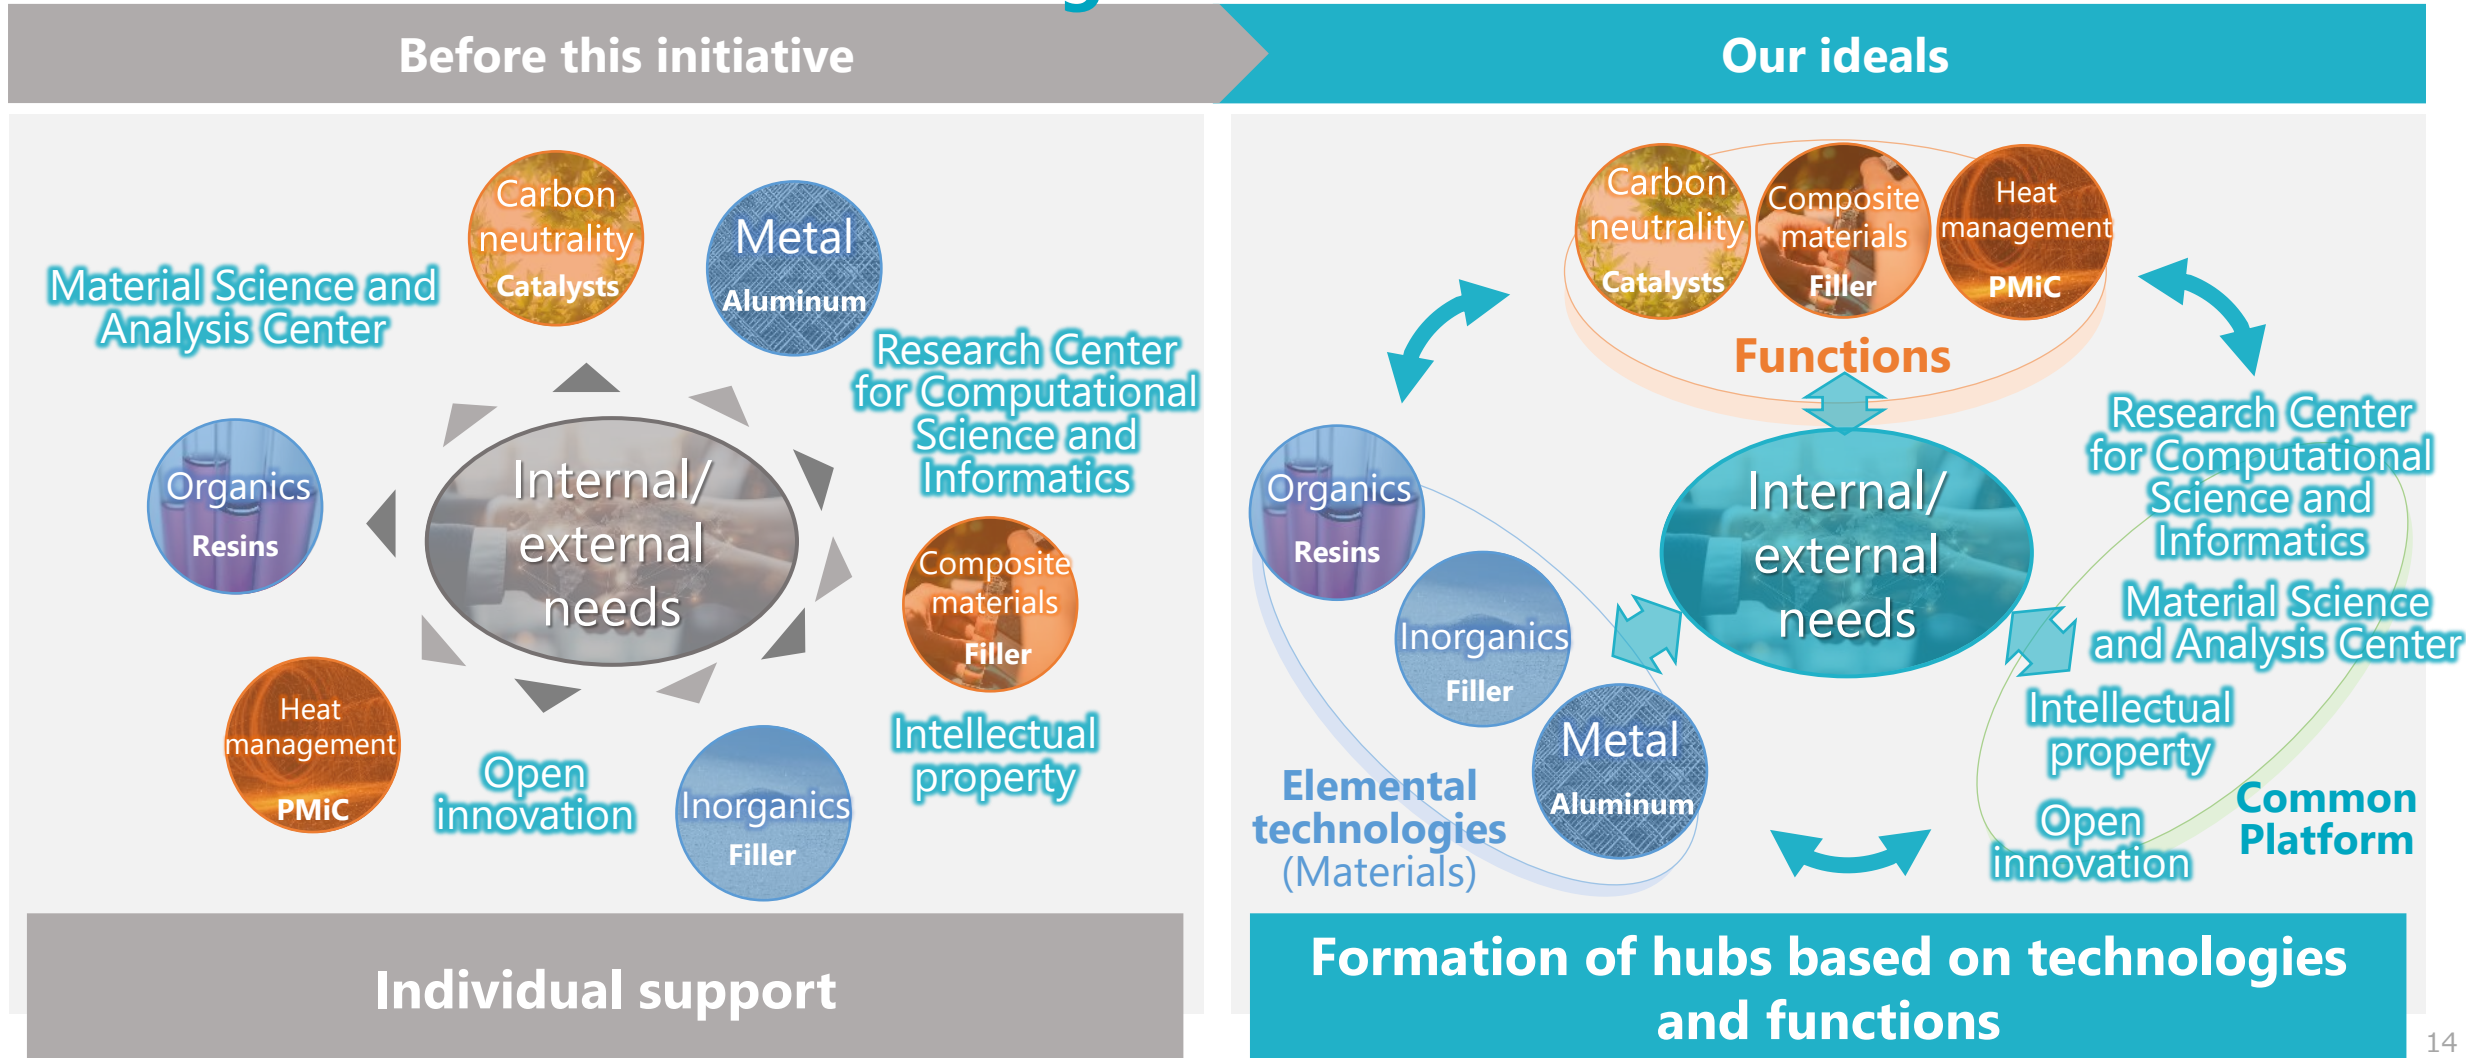 Before this initiative
Our ideals
Carbon
neutrality
Catalysts
Metal
Aluminum
Material Science and
Analysis Center
Research Center
for Computational
Science and
Informatics
Organics
Resins
Internal/
external
needs
Composite
materials
Filler
Heat
management
PMiC
Open
innovation
Inorganics
Filler
Intellectual
property
Individual support
Carbon
neutrality
Catalysts
Composite
materials
Filler
Heat
management
PMiC
Functions
Research Center
for Computational
Science and
Informatics
Organics
Resins
Internal/
external
needs
Inorganics
Filler
Material Science
and Analysis Center
Metal
Aluminum
Intellectual
property
Elemental
technologies
(Materials)
Open
innovation
Common
Platform
Formation of hubs based on technologies
and functions
14